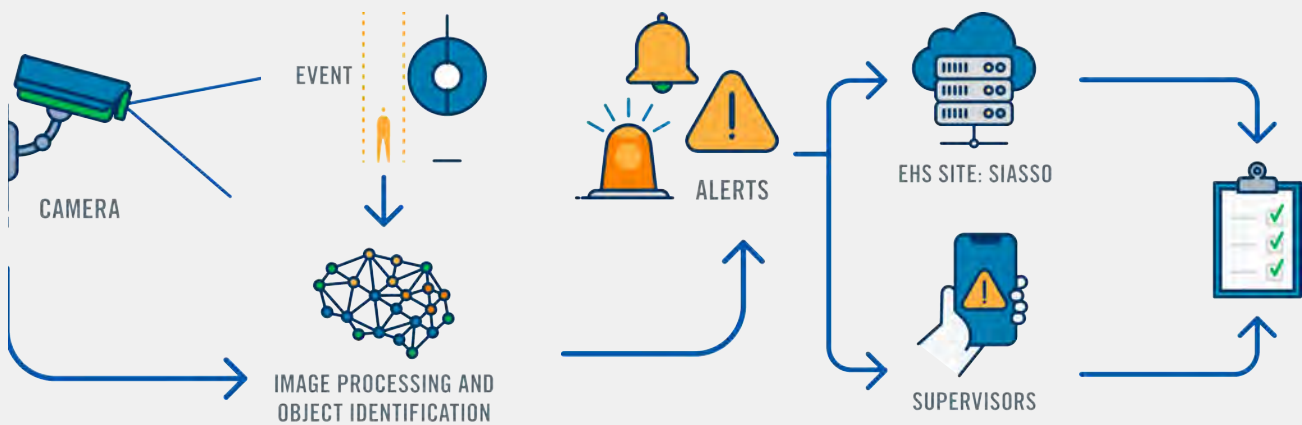 EVENT
CAMERA
IMAGE PROCESSING AND
OBJECT IDENTIFICATION
ALERTS
EHS SITE: SIASSO
SUPERVISORS